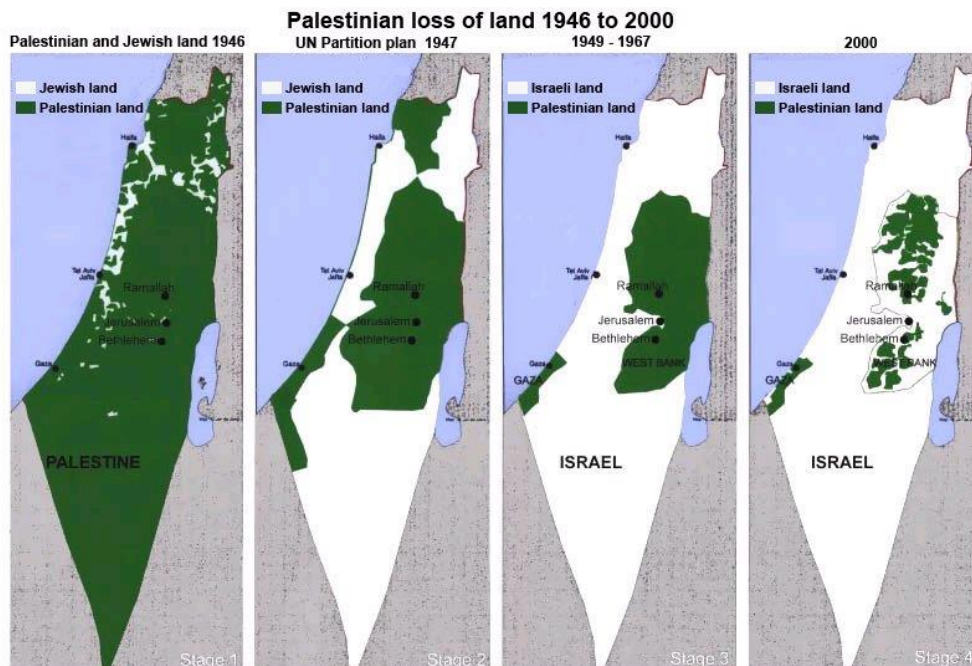 Palestinian loss of land 1946 to 2000
Palestinian and Jewish land 1946
Jewish land
Palestinian land
Haifa
Tel Aviv
Jaffa
Ramallah
Jerusalem
Bethlehem
Gaza
PALESTINE
Stage 1
UN Partition plan 1947
Jewish land
Palestinian land
Haifa
Tel Aviv
Jaffa
Ramallah
Jerusalem
Bethlehem
Gaza
Stage 2
1949 - 1967
Israeli land
Palestinian land
Haifa
Tel Aviv
Jaffa
Ramallah
Jerusalem
Bethlehem
Gaza
WEST BANK
GAZA
ISRAEL
Stage 3
2000
Israeli land
Palestinian land
Haifa
Tel Aviv
Jaffa
Ramallah
Jerusalem
Bethlehem
Gaza
WEST BANK
GAZA
ISRAEL
Stage 4